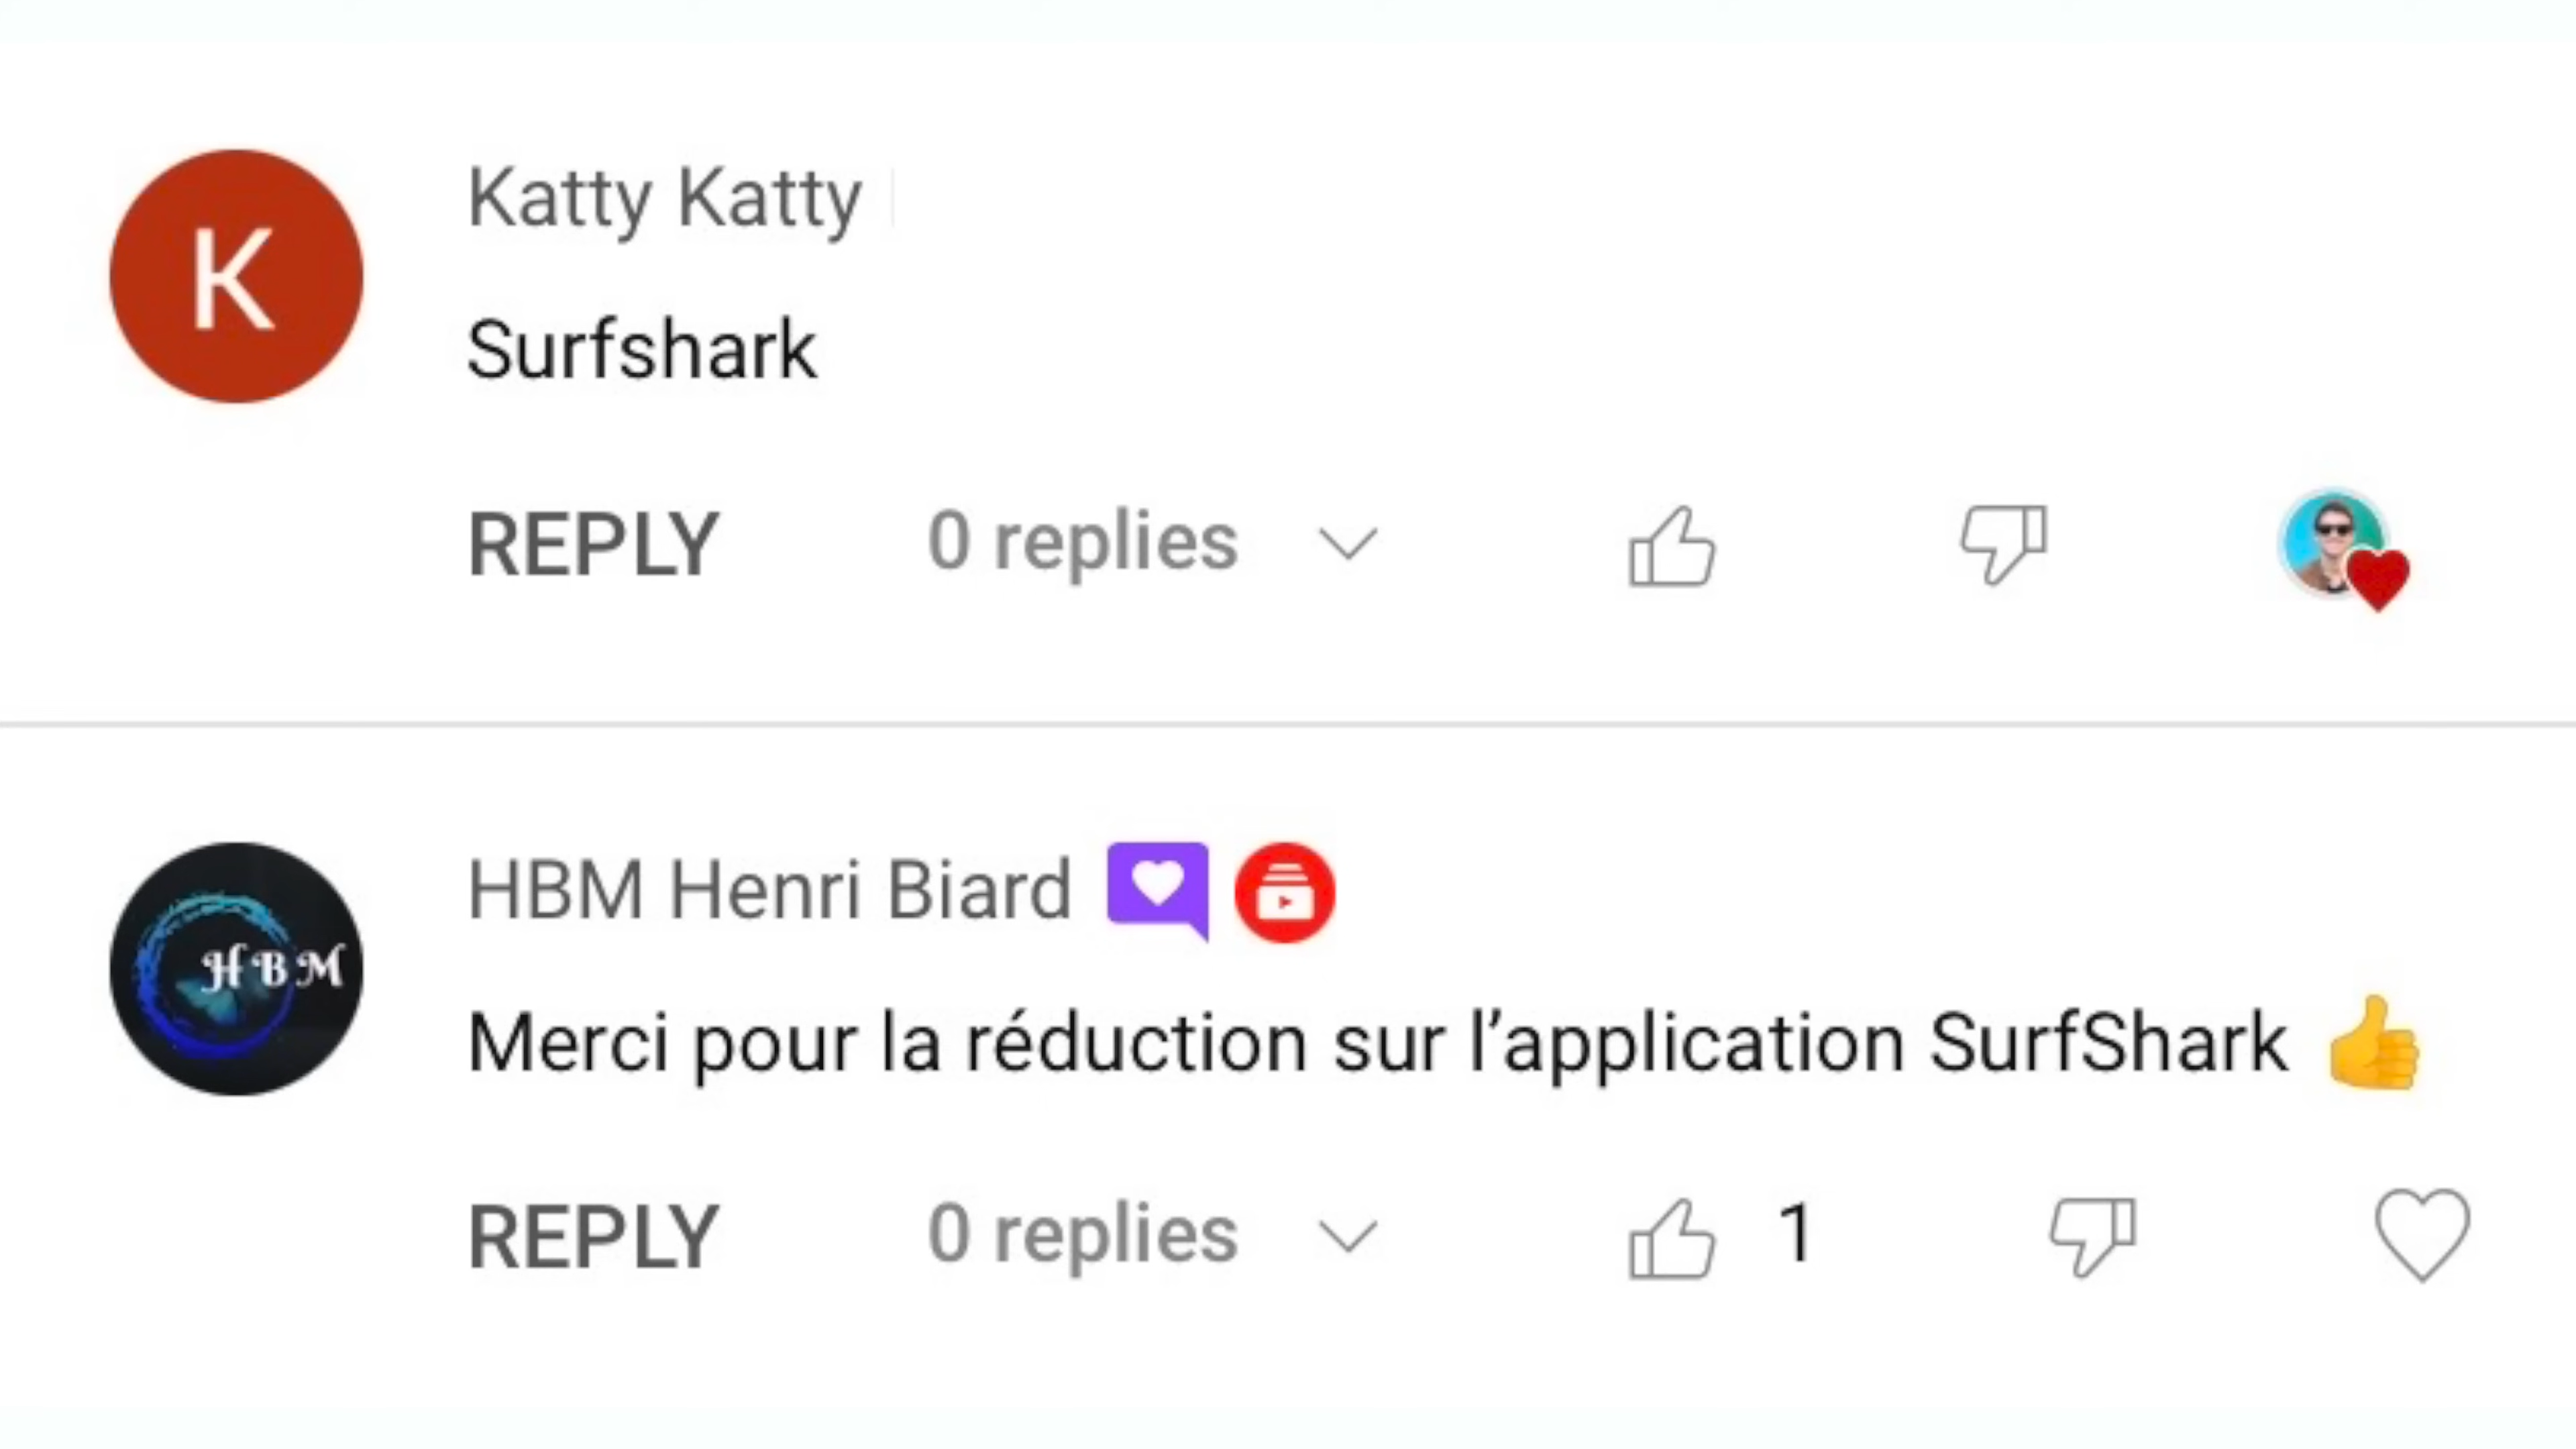 K
Katty Katty
Surfshark
REPLY 0 replies
HBM
HBM Henri Biard
Merci pour la réduction sur l’application SurfShark 👍
REPLY 0 replies 1